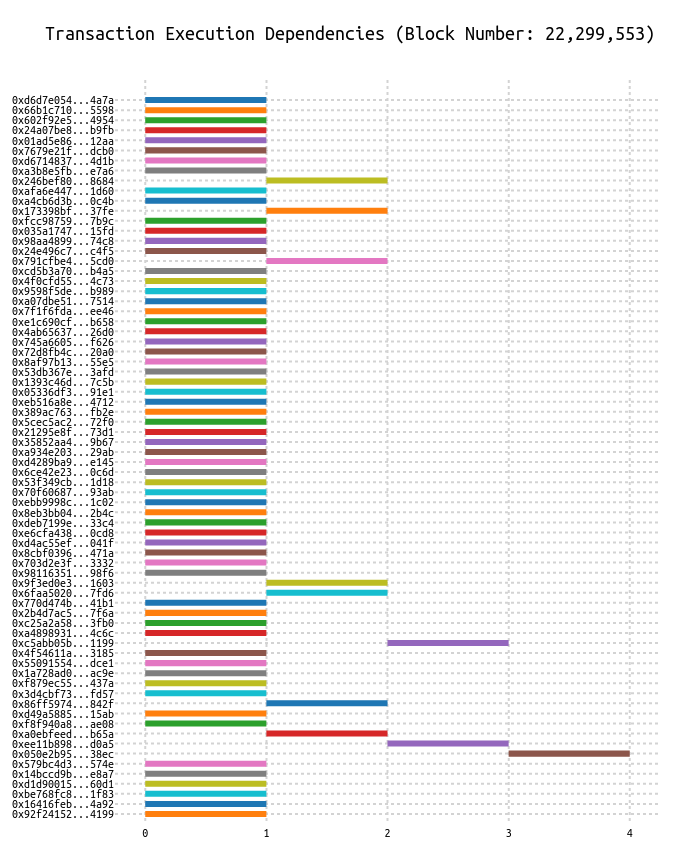 Transaction Execution Dependencies (Block Number: 22,299,553)
0xd6d7e054...4a7a
0x66b1c710...5598
0x602f92e5...4954
0x24a07be8...b9fb
0x01ad5e86...12aa
0x7679e21f...dcb0
0xd6714837...4d1b
0xa3b8e5fb...e7a6
0x246bef80...8684
0xafa6e447...1d60
0xa4cb6d3b...0c4b
0x173398bf...37fe
0xfcc98759...7b9c
0x035a1747...15fd
0x98aa4899...74c8
0x24e496c7...c4f5
0x791cfbe4...5cd0
0xcd5b3a70...b4a5
0x4f0cfd55...4c73
0x9598f5de...b989
0xa07dbe51...7514
0x7f1f6fda...ee46
0xe1c690cf...b658
0x4ab65637...26d0
0x745a6605...f626
0x72d8fb4c...20a0
0x8af97b13...55e5
0x53db367e...3afd
0x1393c46d...7c5b
0x05336df3...91e1
0xeb516a8e...4712
0x389ac763...fb2e
0x5cec5ac2...72f0
0x21295e8f...73d1
0x35852aa4...9b67
0xa934e203...29ab
0xd4289ba9...e145
0x6ce42e23...0c6d
0x53f349cb...1d18
0x70f60687...93ab
0xebb9998c...1c02
0x8eb3bb04...2b4c
0xdeb7199e...33c4
0xe6cfa438...0cd8
0xd4ac55ef...041f
0x8cbf0396...471a
0x703d2e3f...3332
0x98116351...98f6
0x9f3ed0e3...1603
0x6faa5020...7fd6
0x770d474b...41b1
0x2b4d7ac5...7f6a
0xc25a2a58...3fb0
0xa4898931...4c6c
0xc5abb05b...1199
0x4f54611a...3185
0x55091554...dce1
0x1a728ad0...ac9e
0xf879ec55...437a
0x3d4cbf73...fd57
0x86ff5974...842f
0xd49a5885...15ab
0xf8f940a8...ae08
0xa0ebfeed...b65a
0xee11b898...d0a5
0x050e2b95...38ec
0x579bc4d3...574e
0x14bccd9b...e8a7
0xd1d90015...60d1
0xbe768fc8...1f83
0x16416feb...4a92
0x92f24152...4199
0 1 2 3 4